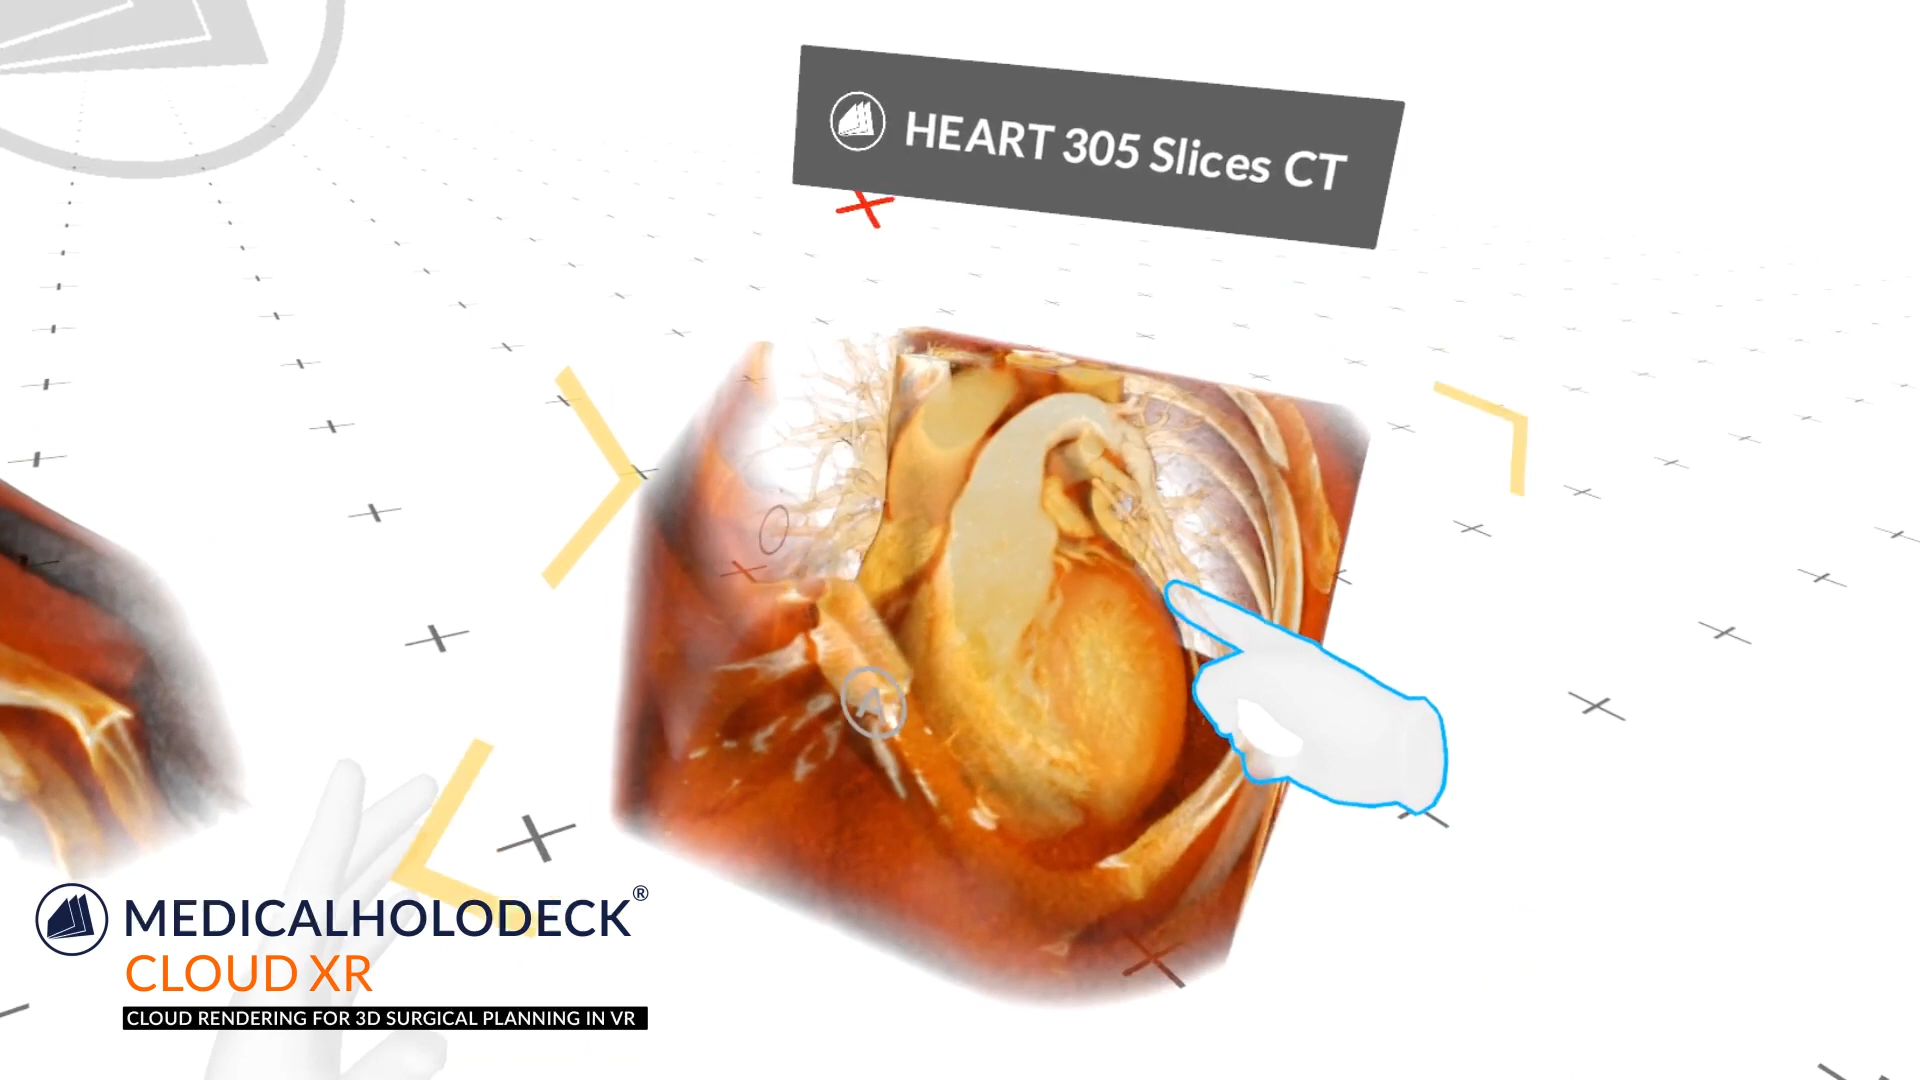 HEART 305 Slices CT
A
MEDICALHOLODECK®
CLOUD XR
CLOUD RENDERING FOR 3D SURGICAL PLANNING IN VR